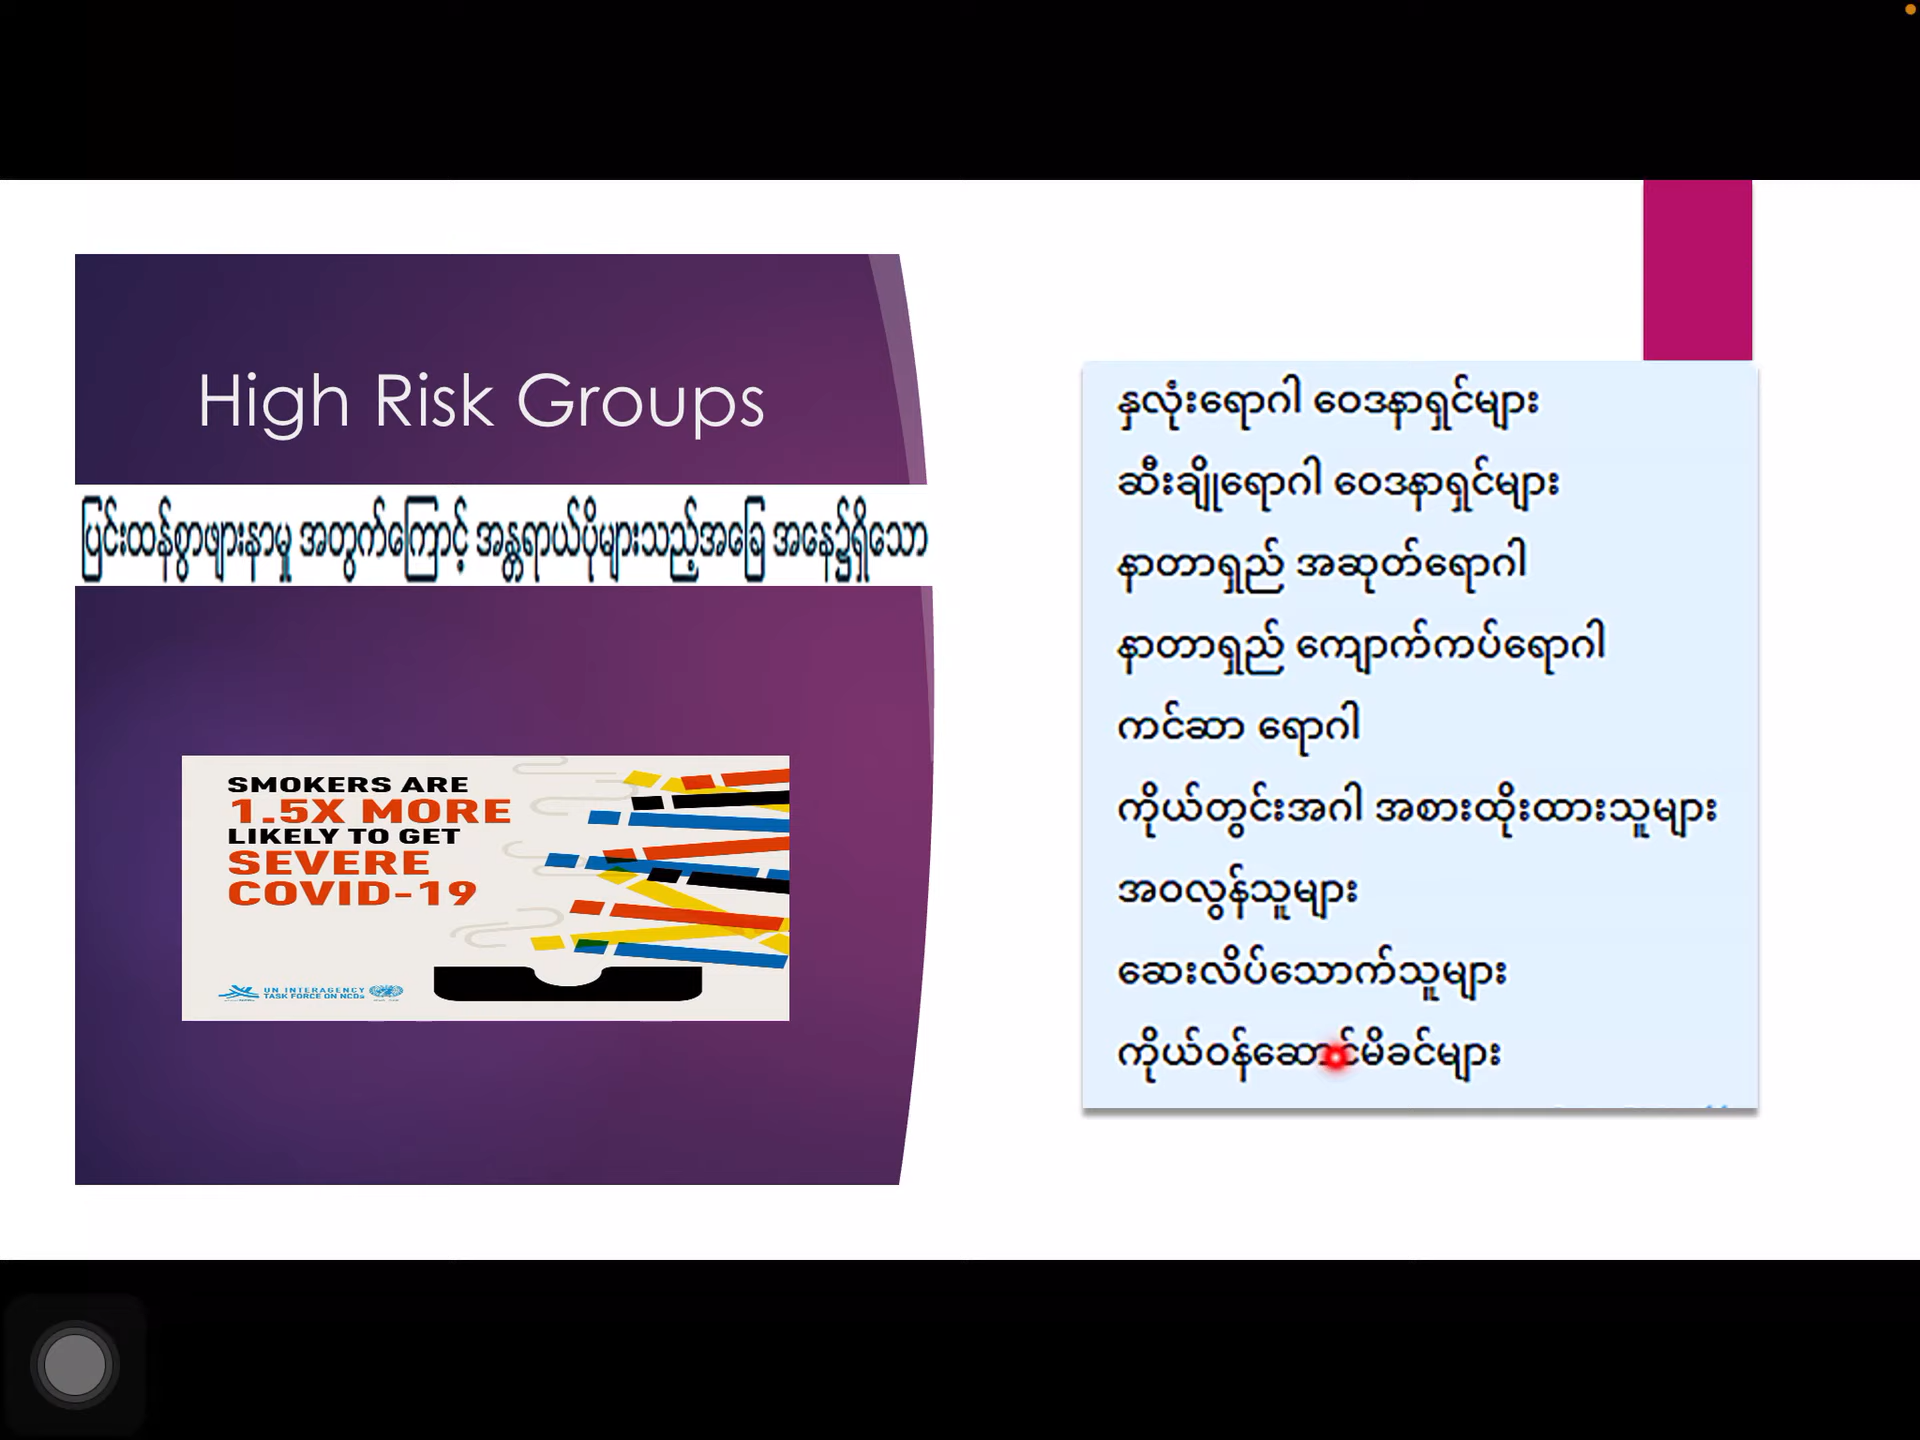 High Risk Groups
ပြင်းထန်စွာဖျားနာမှု အတွက်ကြောင့် အန္တရာယ်ပိုများသည့်အခြေ အနေ၌ရှိသော
SMOKERS ARE
1.5X MORE
LIKELY TO GET
SEVERE
COVID-19
UN INTERAGENCY
TASK FORCE ON NCDs
နှလုံးရောဂါ ဝေဒနာရှင်များ
ဆီးချိုရောဂါ ဝေဒနာရှင်များ
နာတာရှည် အဆုတ်ရောဂါ
နာတာရှည် ကျောက်ကပ်ရောဂါ
ကင်ဆာ ရောဂါ
ကိုယ်တွင်းအင်္ဂါ အစားထိုးထားသူများ
အဝလွန်သူများ
ဆေးလိပ်သောက်သူများ
ကိုယ်ဝန်ဆောင်မိခင်များ